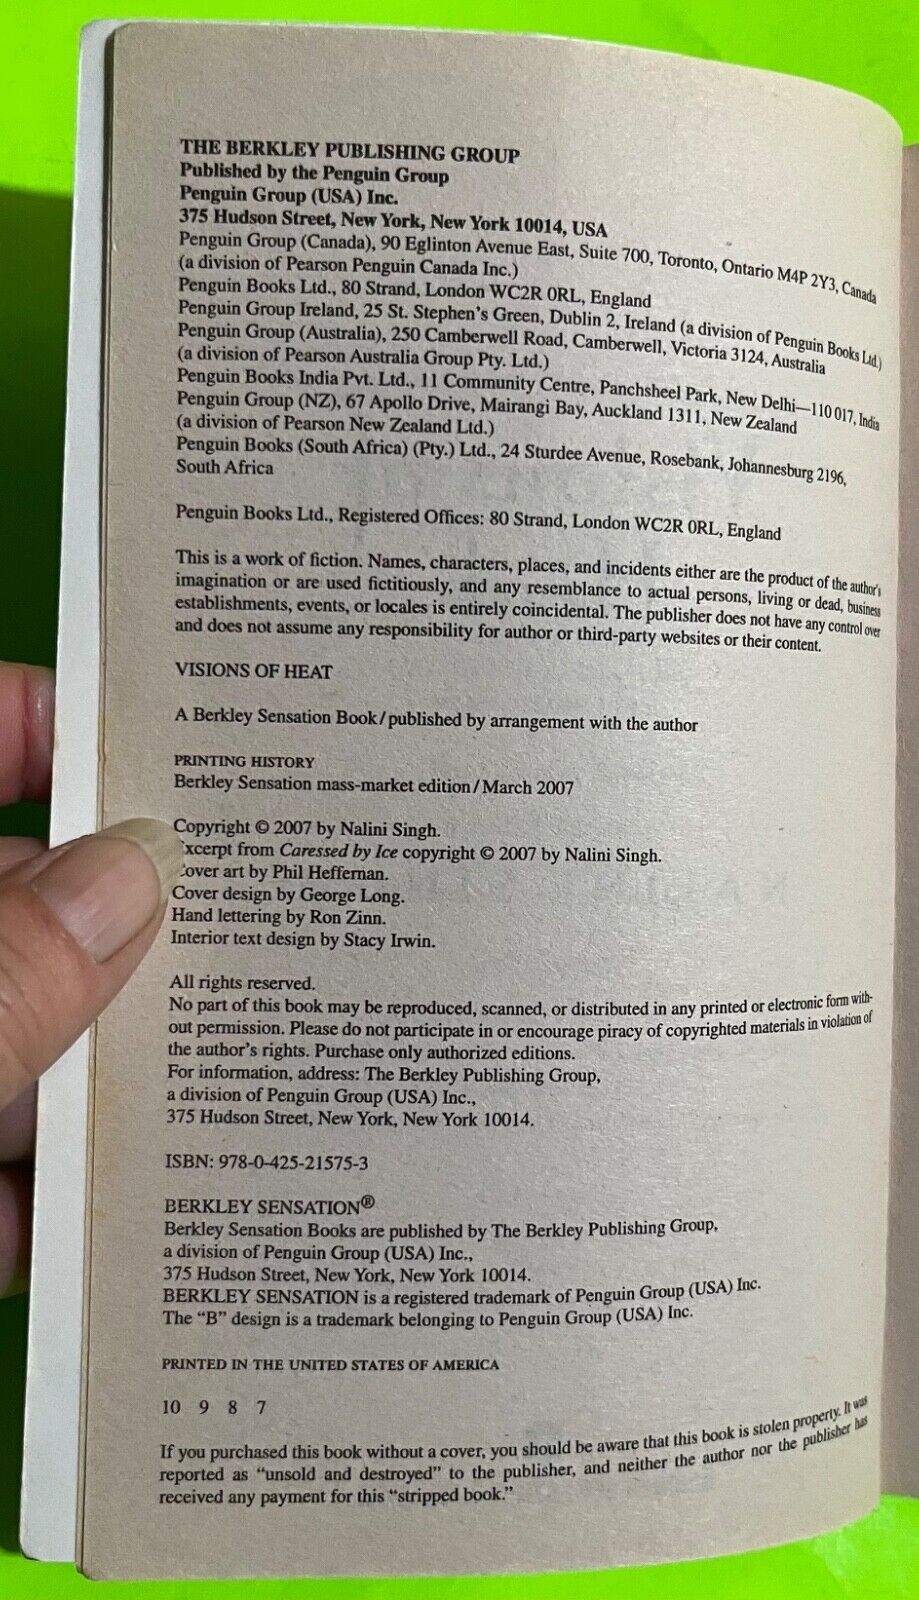 THE BERKLEY PUBLISHING GROUP
Published by the Penguin Group
Penguin Group (USA) Inc.
375 Hudson Street, New York, New York 10014, USA
Penguin Group (Canada), 90 Eglinton Avenue East, Suite 700, Toronto, Ontario M4P 2Y3, Canada
(a division of Pearson Penguin Canada Inc.)
Penguin Books Ltd., 80 Strand, London WC2R 0RL, England
Penguin Group Ireland, 25 St. Stephen's Green, Dublin 2, Ireland (a division of Penguin Books Ltd.)
Penguin Group (Australia), 250 Camberwell Road, Camberwell, Victoria 3124, Australia
(a division of Pearson Australia Group Pty. Ltd.)
Penguin Books India Pvt. Ltd., 11 Community Centre, Panchsheel Park, New Delhi—110 017, India
Penguin Group (NZ), 67 Apollo Drive, Mairangi Bay, Auckland 1311, New Zealand
(a division of Pearson New Zealand Ltd.)
Penguin Books (South Africa) (Pty.) Ltd., 24 Sturdee Avenue, Rosebank, Johannesburg 2196,
South Africa
Penguin Books Ltd., Registered Offices: 80 Strand, London WC2R 0RL, England
This is a work of fiction. Names, characters, places, and incidents either are the product of the author's
imagination or are used fictitiously, and any resemblance to actual persons, living or dead, business
establishments, events, or locales is entirely coincidental. The publisher does not have any control over
and does not assume any responsibility for author or third-party websites or their content.
VISIONS OF HEAT
A Berkley Sensation Book / published by arrangement with the author
PRINTING HISTORY
Berkley Sensation mass-market edition / March 2007
Copyright © 2007 by Nalini Singh.
xcerpt from Caressed by Ice copyright © 2007 by Nalini Singh.
over art by Phil Heffernan.
Cover design by George Long.
Hand lettering by Ron Zinn.
Interior text design by Stacy Irwin.
All rights reserved.
No part of this book may be reproduced, scanned, or distributed in any printed or electronic form with-
out permission. Please do not participate in or encourage piracy of copyrighted materials in violation of
the author's rights. Purchase only authorized editions.
For information, address: The Berkley Publishing Group,
a division of Penguin Group (USA) Inc.,
375 Hudson Street, New York, New York 10014.
ISBN: 978-0-425-21575-3
BERKLEY SENSATION®
Berkley Sensation Books are published by The Berkley Publishing Group,
a division of Penguin Group (USA) Inc.,
375 Hudson Street, New York, New York 10014.
BERKLEY SENSATION is a registered trademark of Penguin Group (USA) Inc.
The "B" design is a trademark belonging to Penguin Group (USA) Inc.
PRINTED IN THE UNITED STATES OF AMERICA
10 9 8 7
If you purchased this book without a cover, you should be aware that this book is stolen property. It was
reported as "unsold and destroyed" to the publisher, and neither the author nor the publisher has
received any payment for this "stripped book."